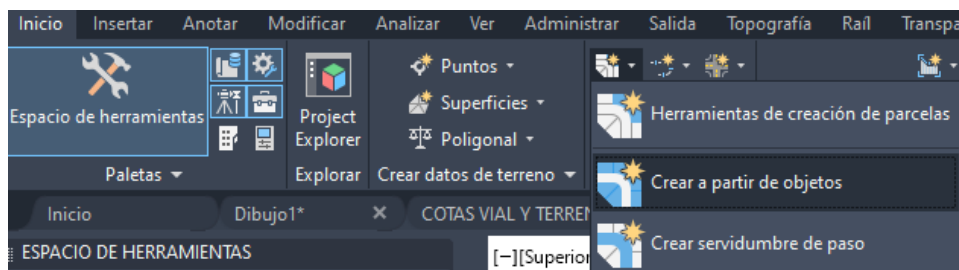 Inicio Insertar Anotar Modificar Analizar Ver Administrar Salida Topografía Raíl Transpa
Espacio de herramientas
Project
Explorer
Puntos
Superficies
Poligonal
Herramientas de creación de parcelas
Paletas Explorar Crear datos de terreno
Crear a partir de objetos
Inicio Dibujo1* COTAS VIAL Y TERREN
Crear servidumbre de paso
ESPACIO DE HERRAMIENTAS
[−][Superior